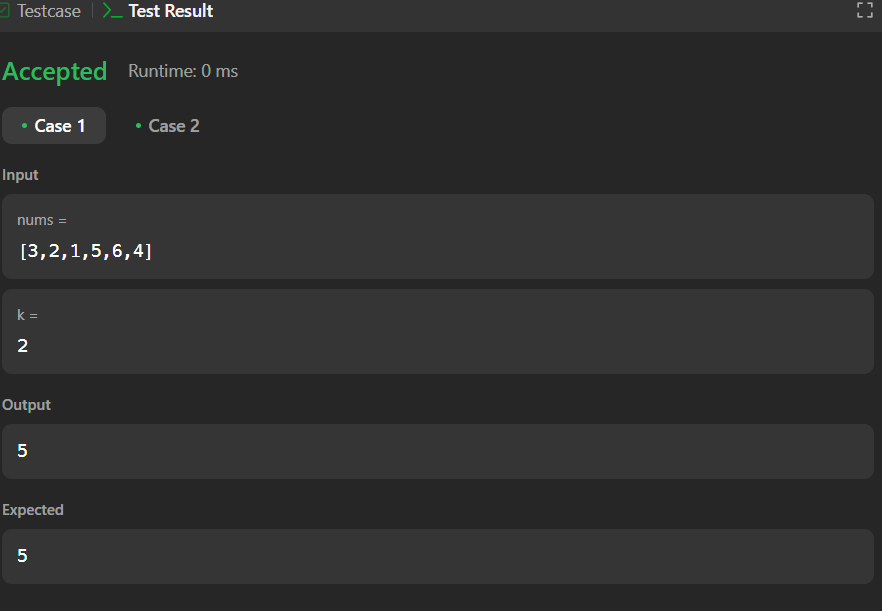 Testcase | >_ Test Result
Accepted Runtime: 0 ms
• Case 1 • Case 2
Input
nums =
[3,2,1,5,6,4]
k =
2
Output
5
Expected
5